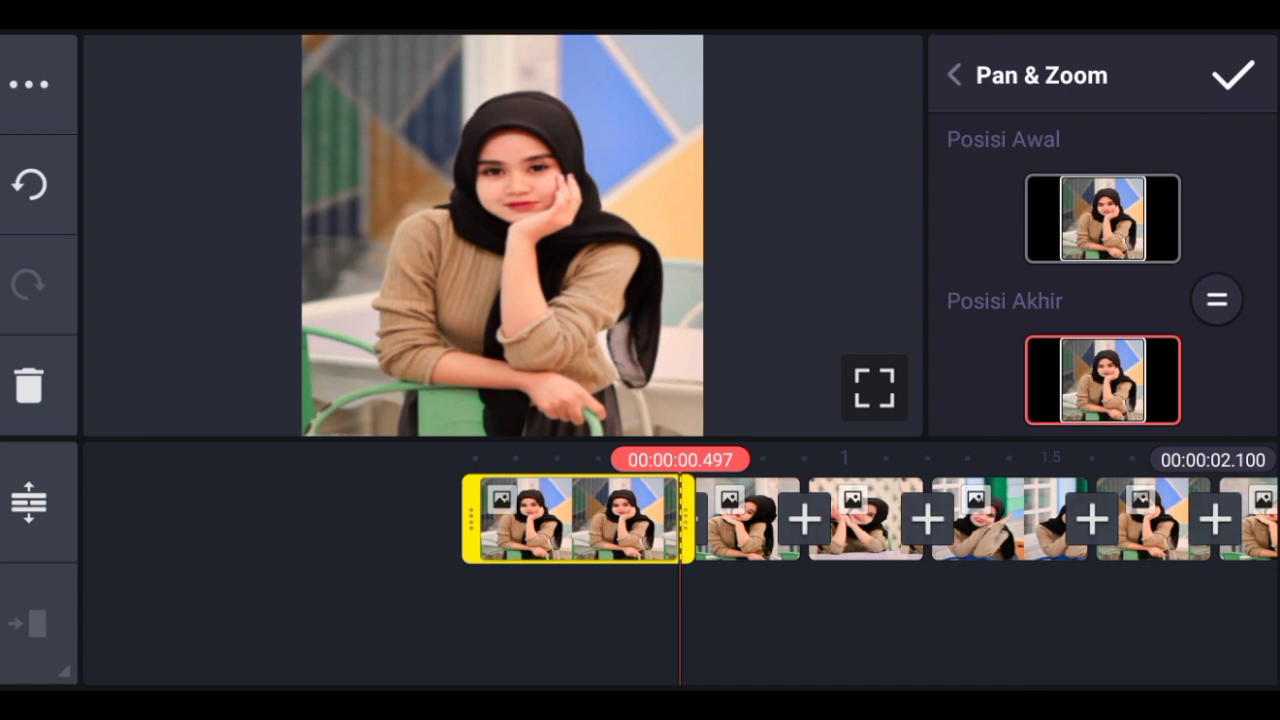 Pan & Zoom
Posisi Awal
Posisi Akhir
00:00:00.497
1
1.5
00:00:02.100